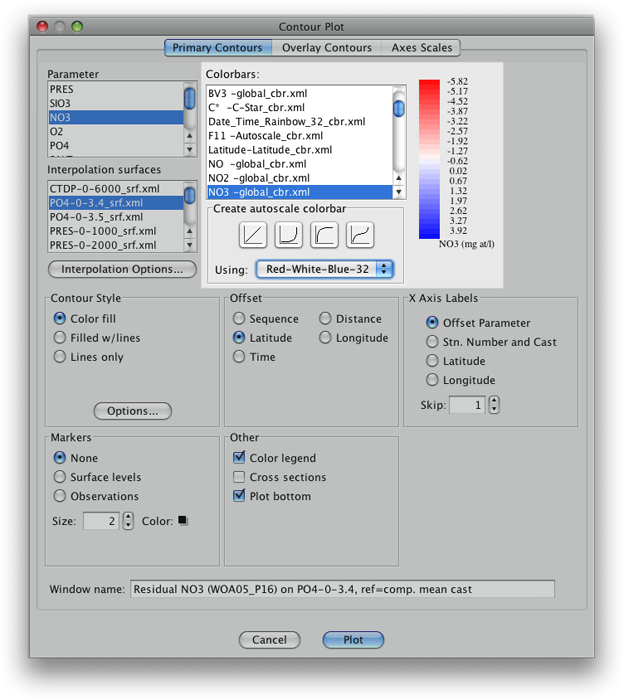 Contour Plot
Primary Contours Overlay Contours Axes Scales
Parameter
PRES
SIO3
NO3
O2
PO4
Interpolation surfaces
CTDP-0-6000_srf.xml
PO4-0-3.4_srf.xml
PO4-0-3.5_srf.xml
PRES-0-1000_srf.xml
PRES-0-2000_srf.xml
Interpolation Options...
Colorbars:
BV3 -global_cbr.xml
C* -C-Star_cbr.xml
Date_Time_Rainbow_32_cbr.xml
F11 -Autoscale_cbr.xml
Latitude-Latitude_cbr.xml
NO -global_cbr.xml
NO2 -global_cbr.xml
NO3 -global_cbr.xml
Create autoscale colorbar
Using: Red-White-Blue-32
-5.82
-5.17
-4.52
-3.87
-3.22
-2.57
-1.92
-1.27
-0.62
0.02
0.67
1.32
1.97
2.62
3.27
3.92
NO3 (mg at/l)
Contour Style
Color fill
Filled w/lines
Lines only
Options...
Offset
Sequence Distance
Latitude Longitude
Time
X Axis Labels
Offset Parameter
Stn. Number and Cast
Latitude
Longitude
Skip: 1
Markers
None
Surface levels
Observations
Size: 2 Color:
Other
Color legend
Cross sections
Plot bottom
Window name: Residual NO3 (WOA05_P16) on PO4-0-3.4, ref=comp. mean cast
Cancel Plot